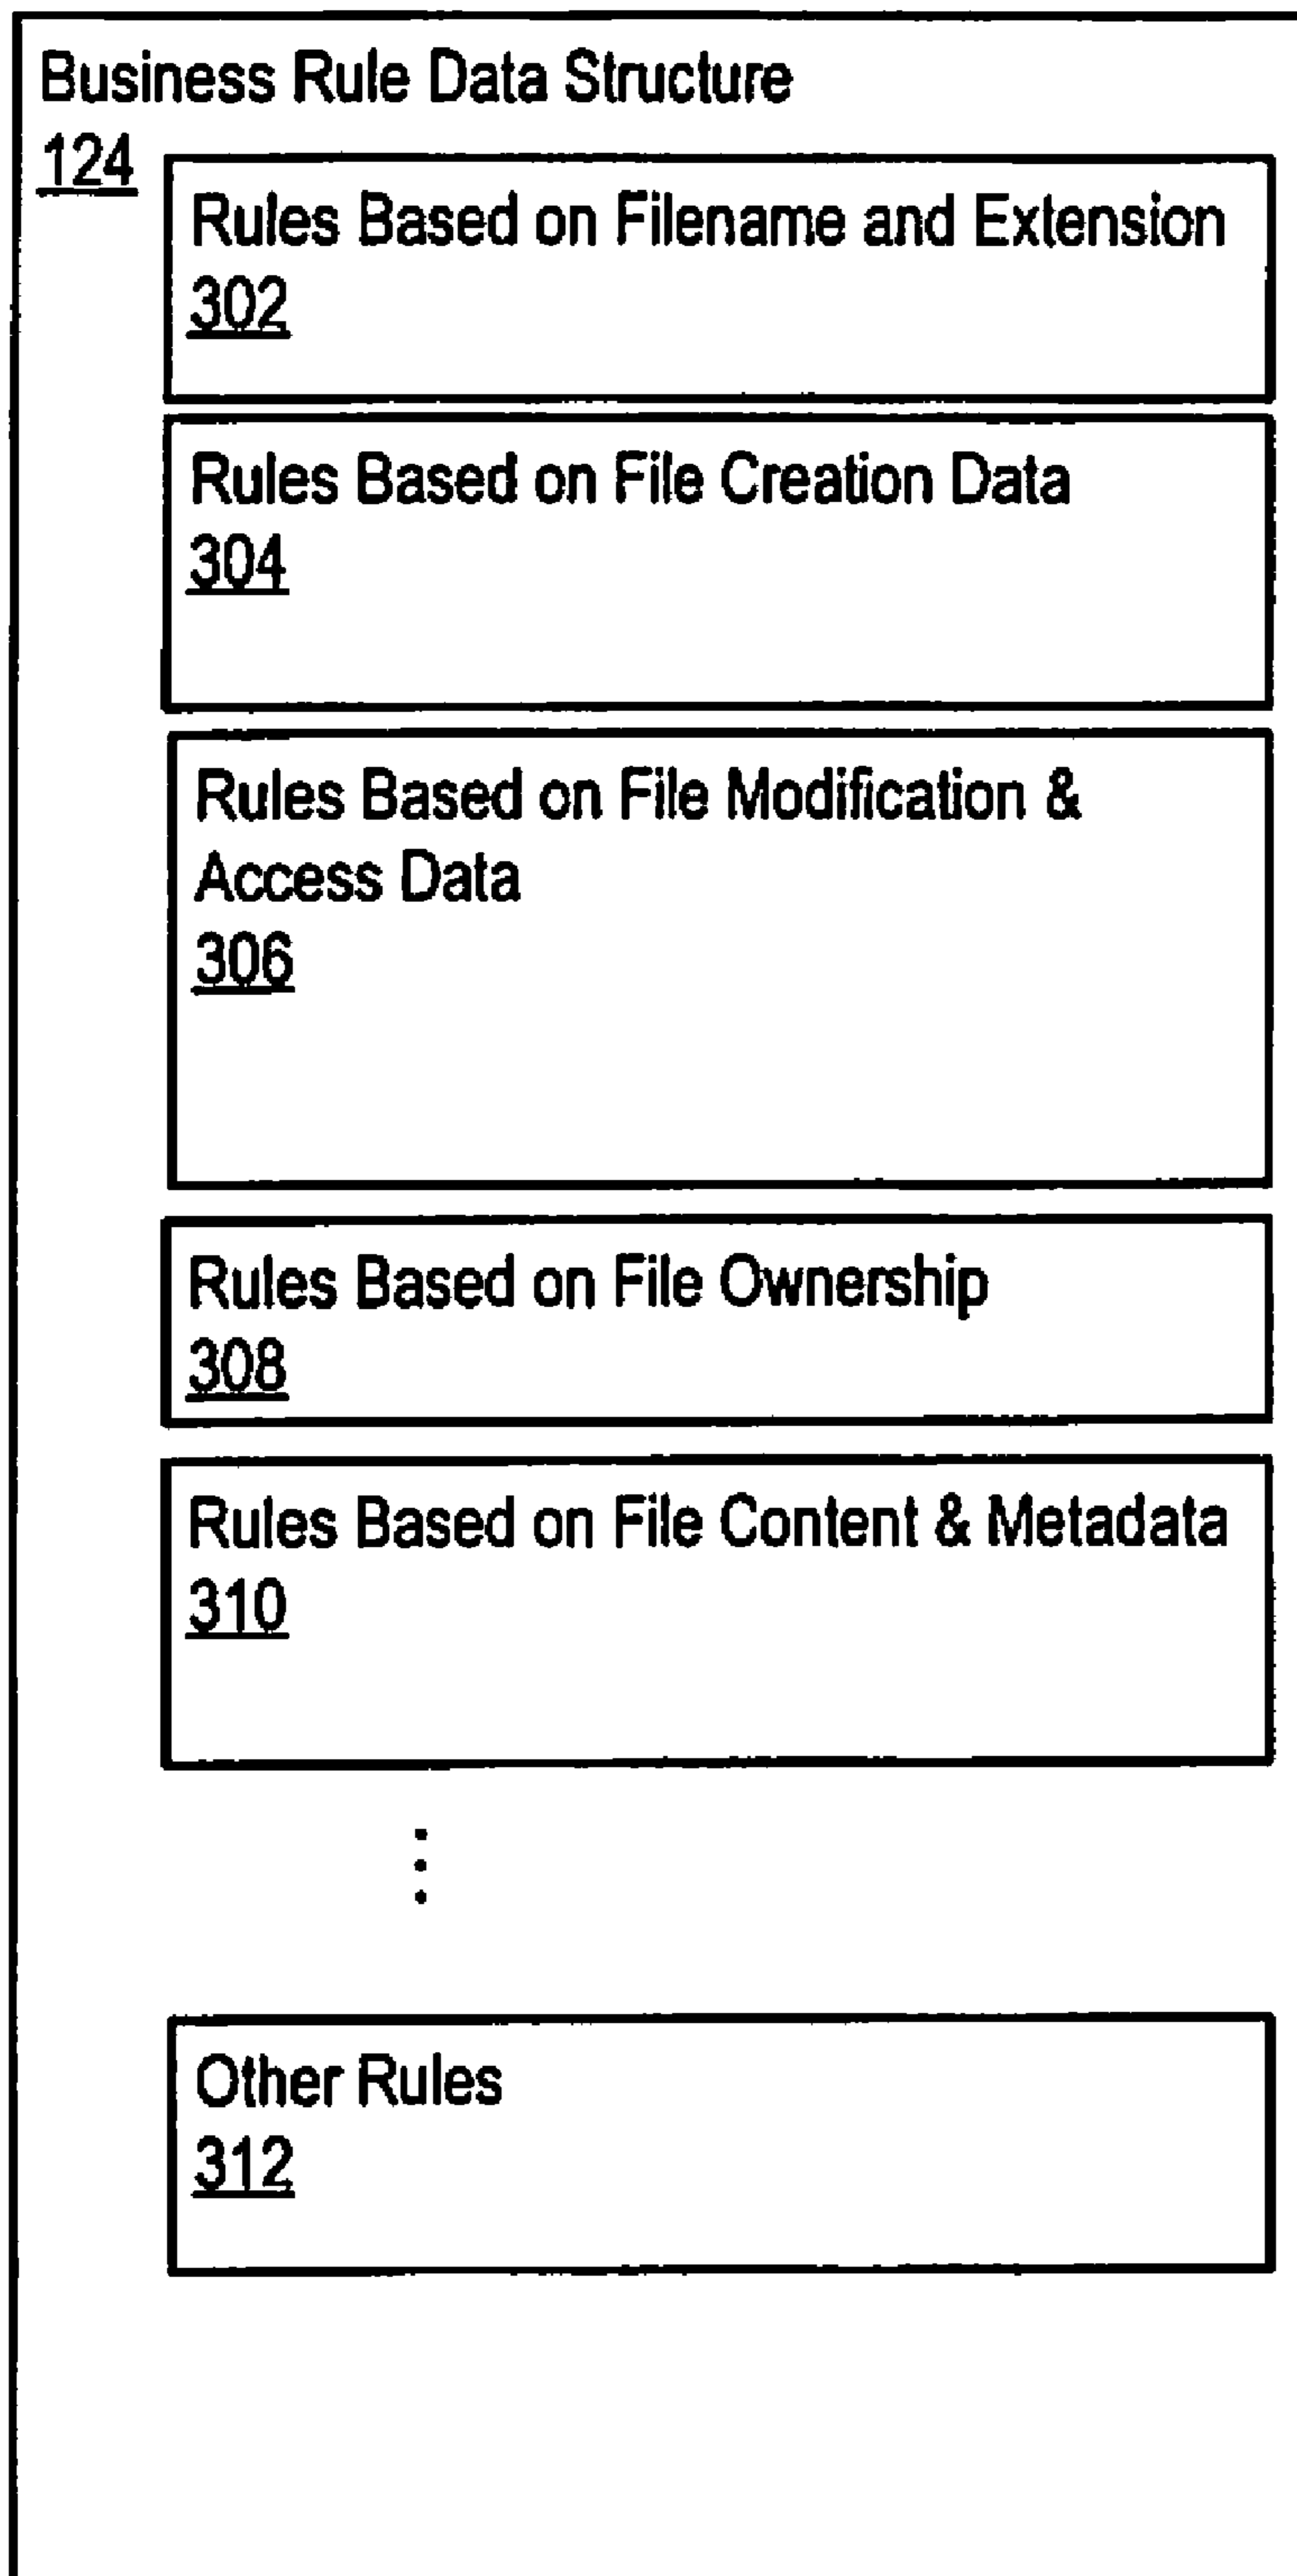 Business Rule Data Structure
124
Rules Based on Filename and Extension
302
Rules Based on File Creation Data
304
Rules Based on File Modification &
Access Data
306
Rules Based on File Ownership
308
Rules Based on File Content & Metadata
310
Other Rules
312